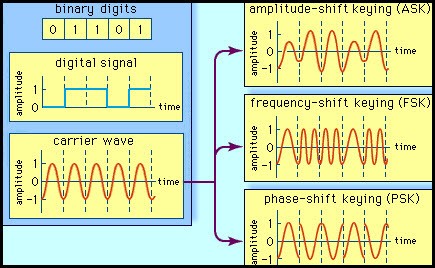 binary digits
0 1 1 0 1
digital signal
amplitude
1
0
time
carrier wave
amplitude
1
0
−1
time
amplitude-shift keying (ASK)
amplitude
1
0
−1
time
frequency-shift keying (FSK)
amplitude
1
0
−1
time
phase-shift keying (PSK)
amplitude
1
0
−1
time